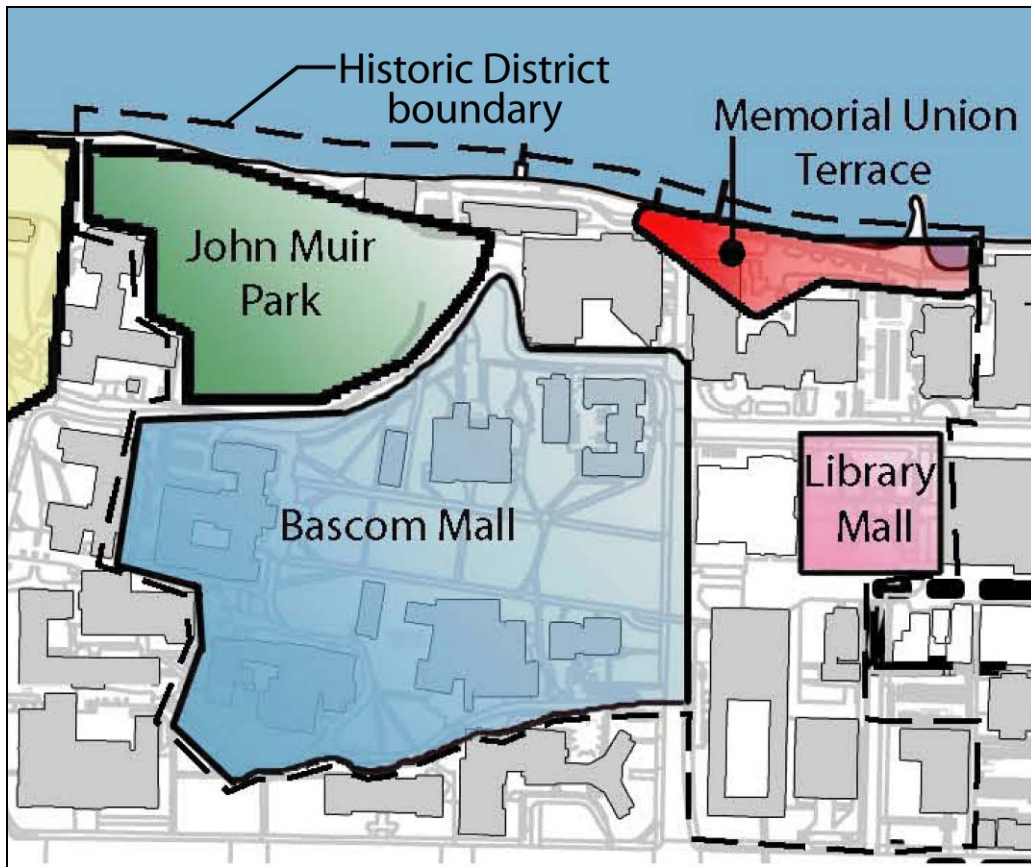 Historic District
boundary
Memorial Union
Terrace
John Muir
Park
Library
Mall
Bascom Mall